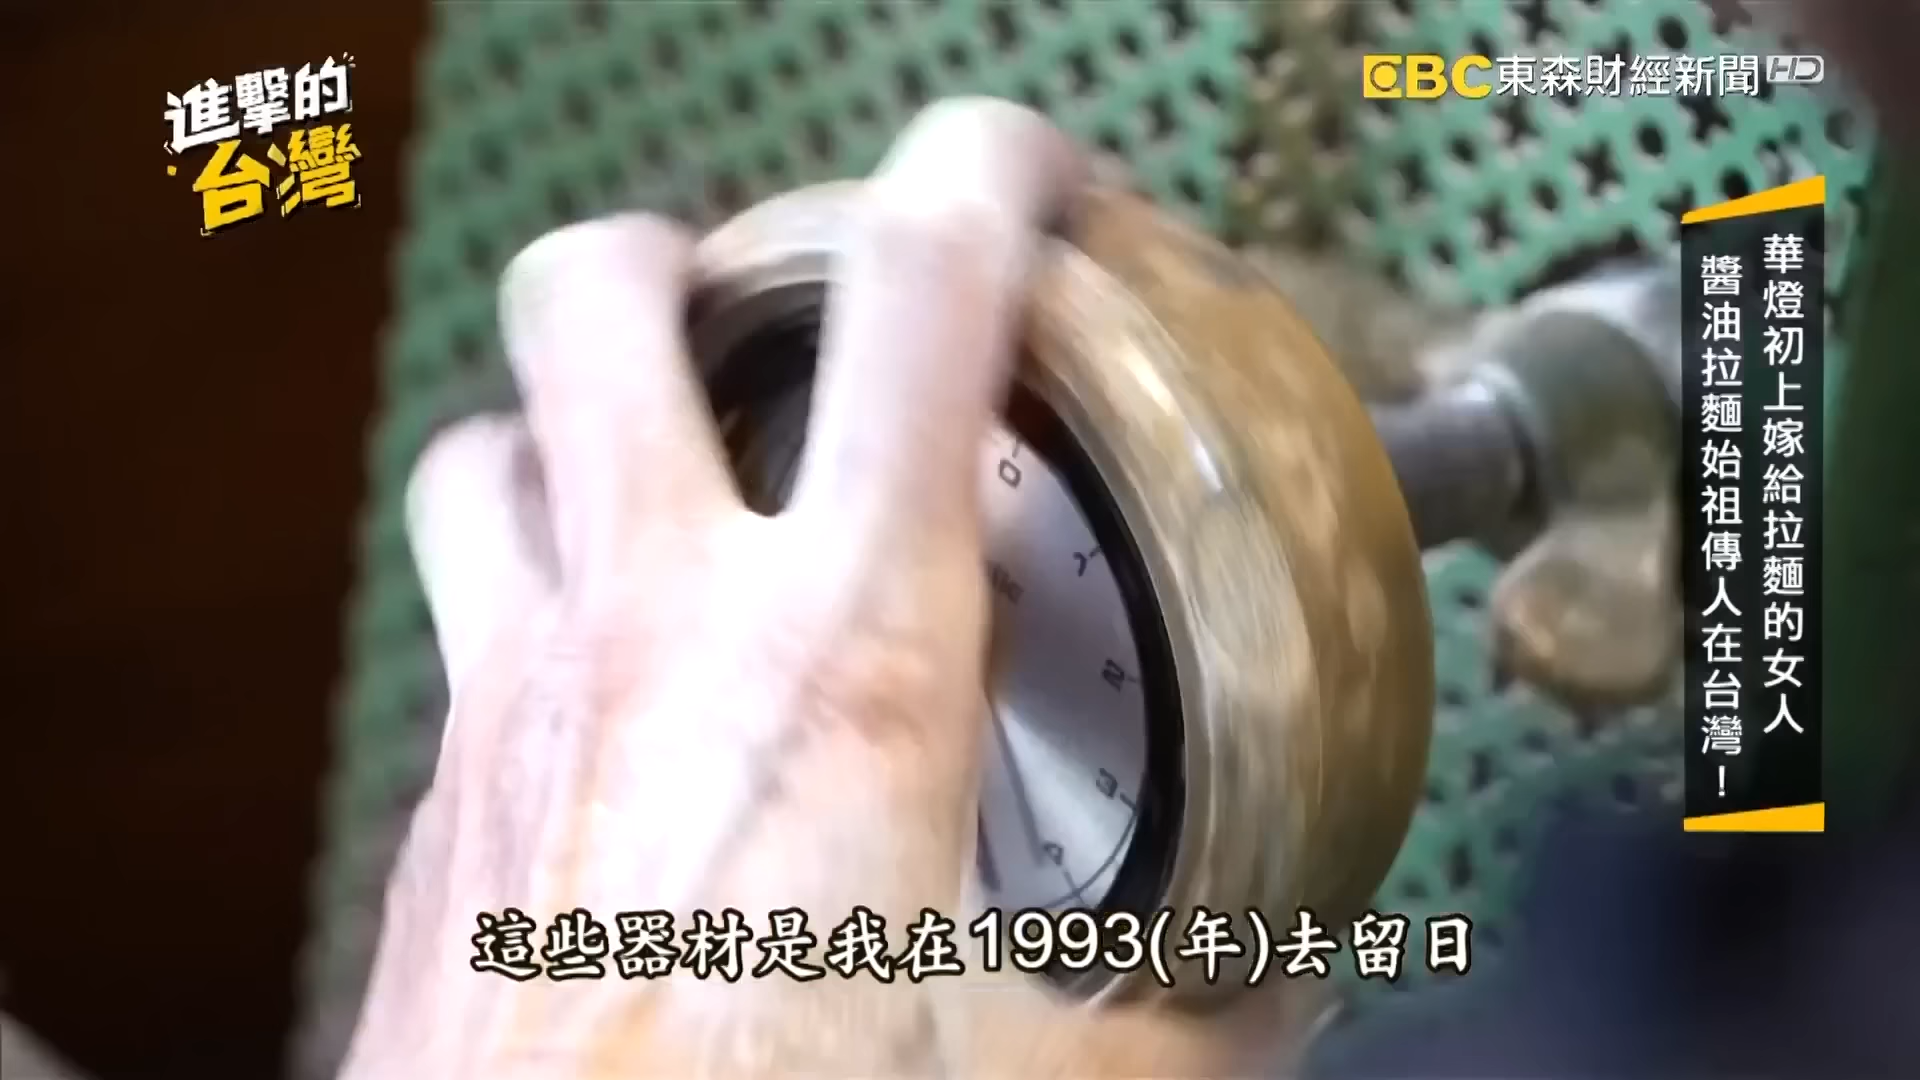 進擊的
台灣
EBC東森財經新聞HD
華燈初上嫁給拉麵的女人
醬油拉麵始祖傳人在台灣！
0
1
2
3
這些器材是我在1993(年)去留日